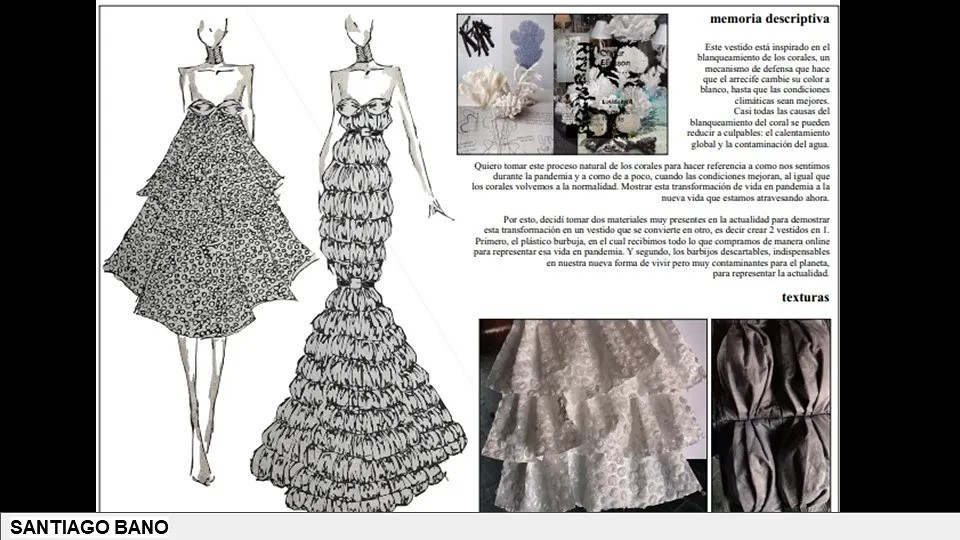 memoria descriptiva
Este vestido está inspirado en el
blanqueamiento de los corales, un
mecanismo de defensa que hace
que el arrecife cambie su color a
blanco, hasta que las condiciones
climáticas sean mejores.
Casi todas las causas del
blanqueamiento del coral se pueden
reducir a culpables: el calentamiento
global y la contaminación del agua.
Quiero tomar este proceso natural de los corales para hacer referencia a como nos sentimos
durante la pandemia y a como de a poco, cuando las condiciones mejoran, al igual que
los corales volvemos a la normalidad. Mostrar esta transformación de vida en pandemia a la
nueva vida que estamos atravesando ahora.
Por esto, decidí tomar dos materiales muy presentes en la actualidad para demostrar
esta transformación en un vestido que se convierte en otro, es decir crear 2 vestidos en 1.
Primero, el plástico burbuja, en el cual recibimos todo lo que compramos de manera online
para representar esa vida en pandemia. Y segundo, los barbijos descartables, indispensables
en nuestra nueva forma de vivir pero muy contaminantes para el planeta,
para representar la actualidad.
texturas
SANTIAGO BANO